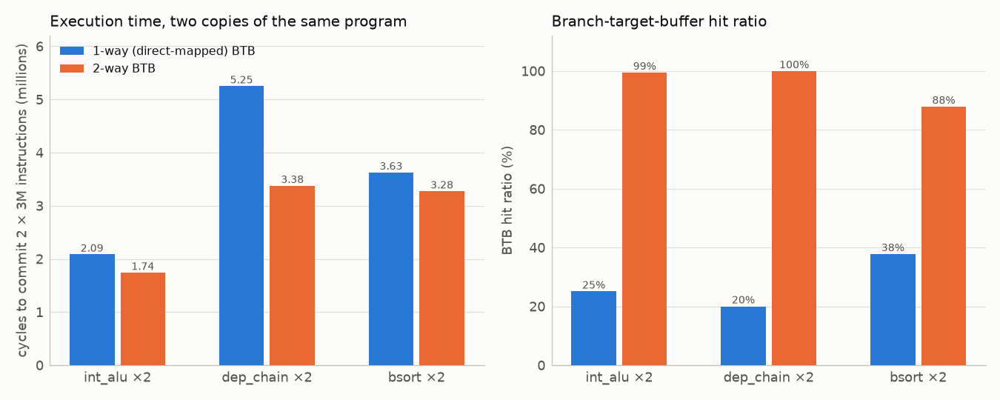 Execution time, two copies of the same program
cycles to commit 2 × 3M instructions (millions)
6
5
4
3
2
1
0
1-way (direct-mapped) BTB
2-way BTB
2.09
1.74
5.25
3.38
3.63
3.28
int_alu ×2
dep_chain ×2
bsort ×2
Branch-target-buffer hit ratio
BTB hit ratio (%)
100
80
60
40
20
0
25%
99%
20%
100%
38%
88%
int_alu ×2
dep_chain ×2
bsort ×2